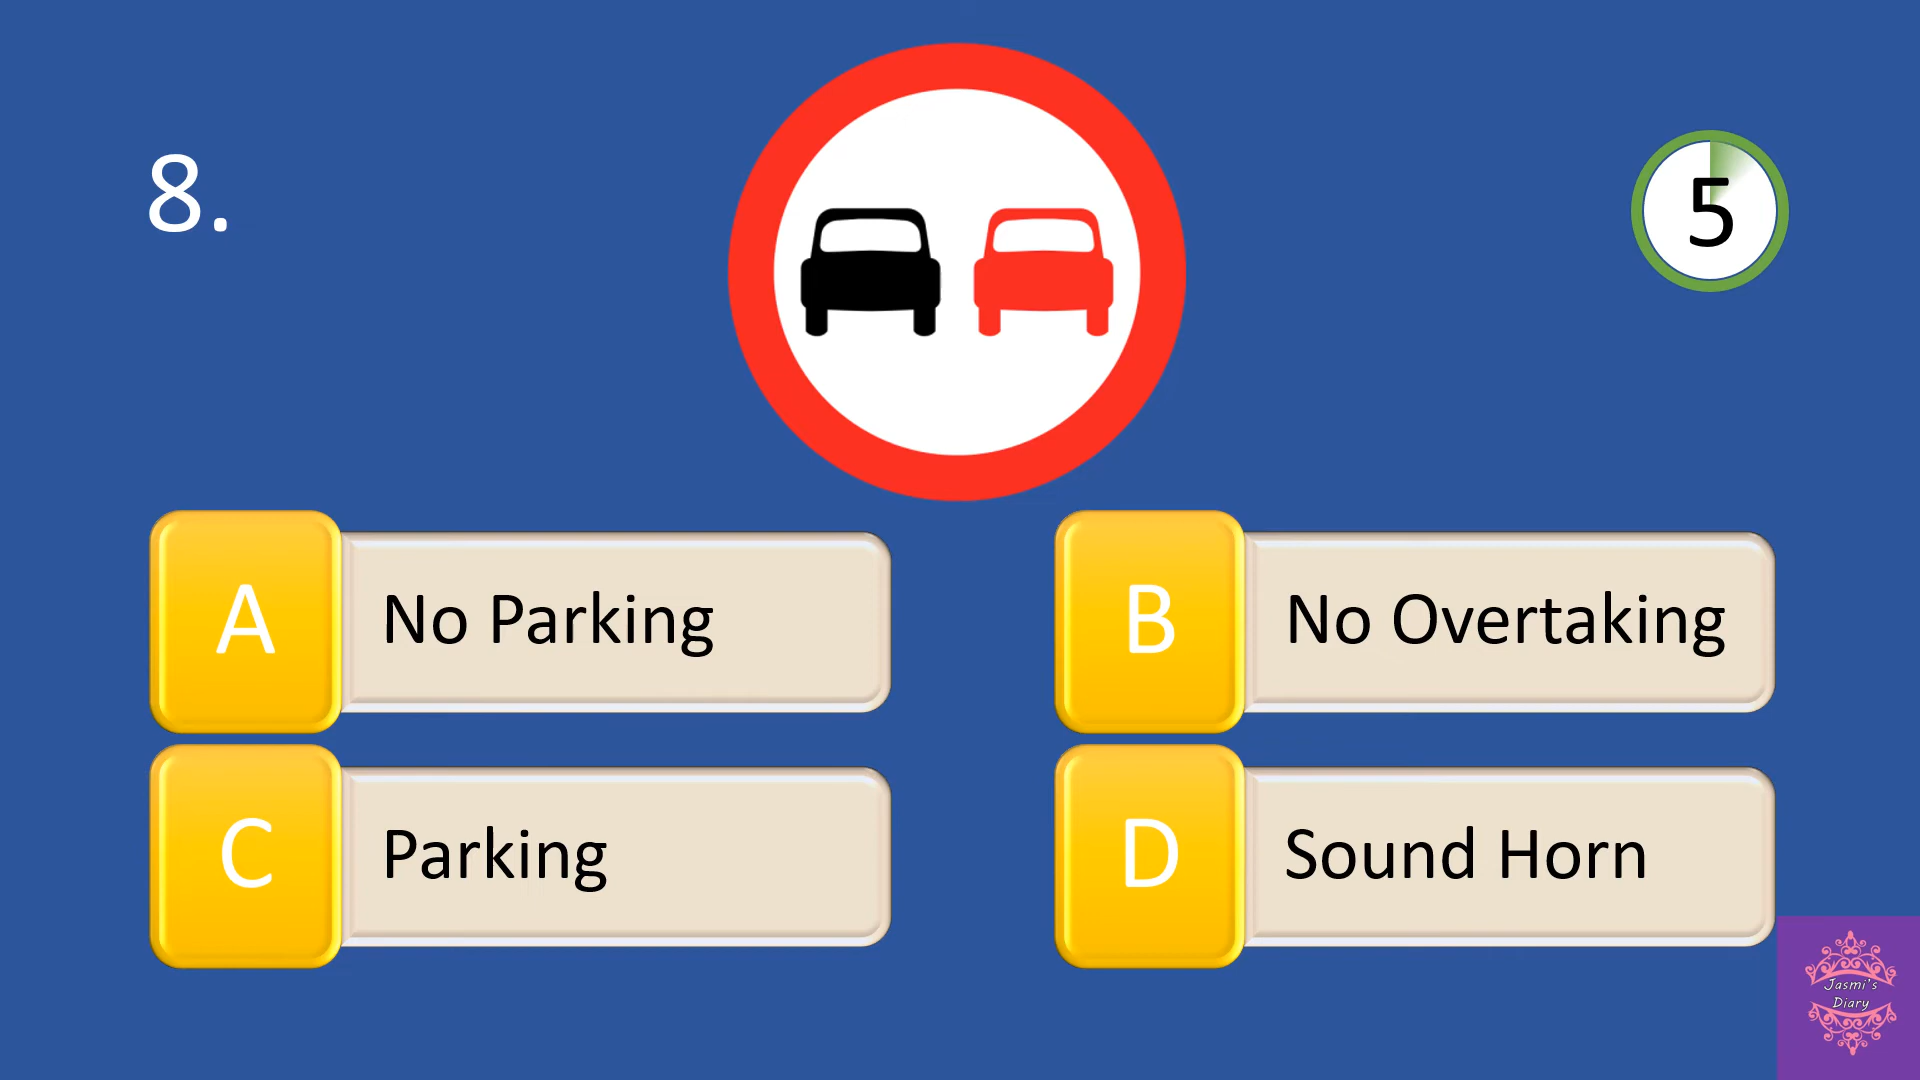 8.
5
A
No Parking
B
No Overtaking
C
Parking
D
Sound Horn
Jasmi's
Diary